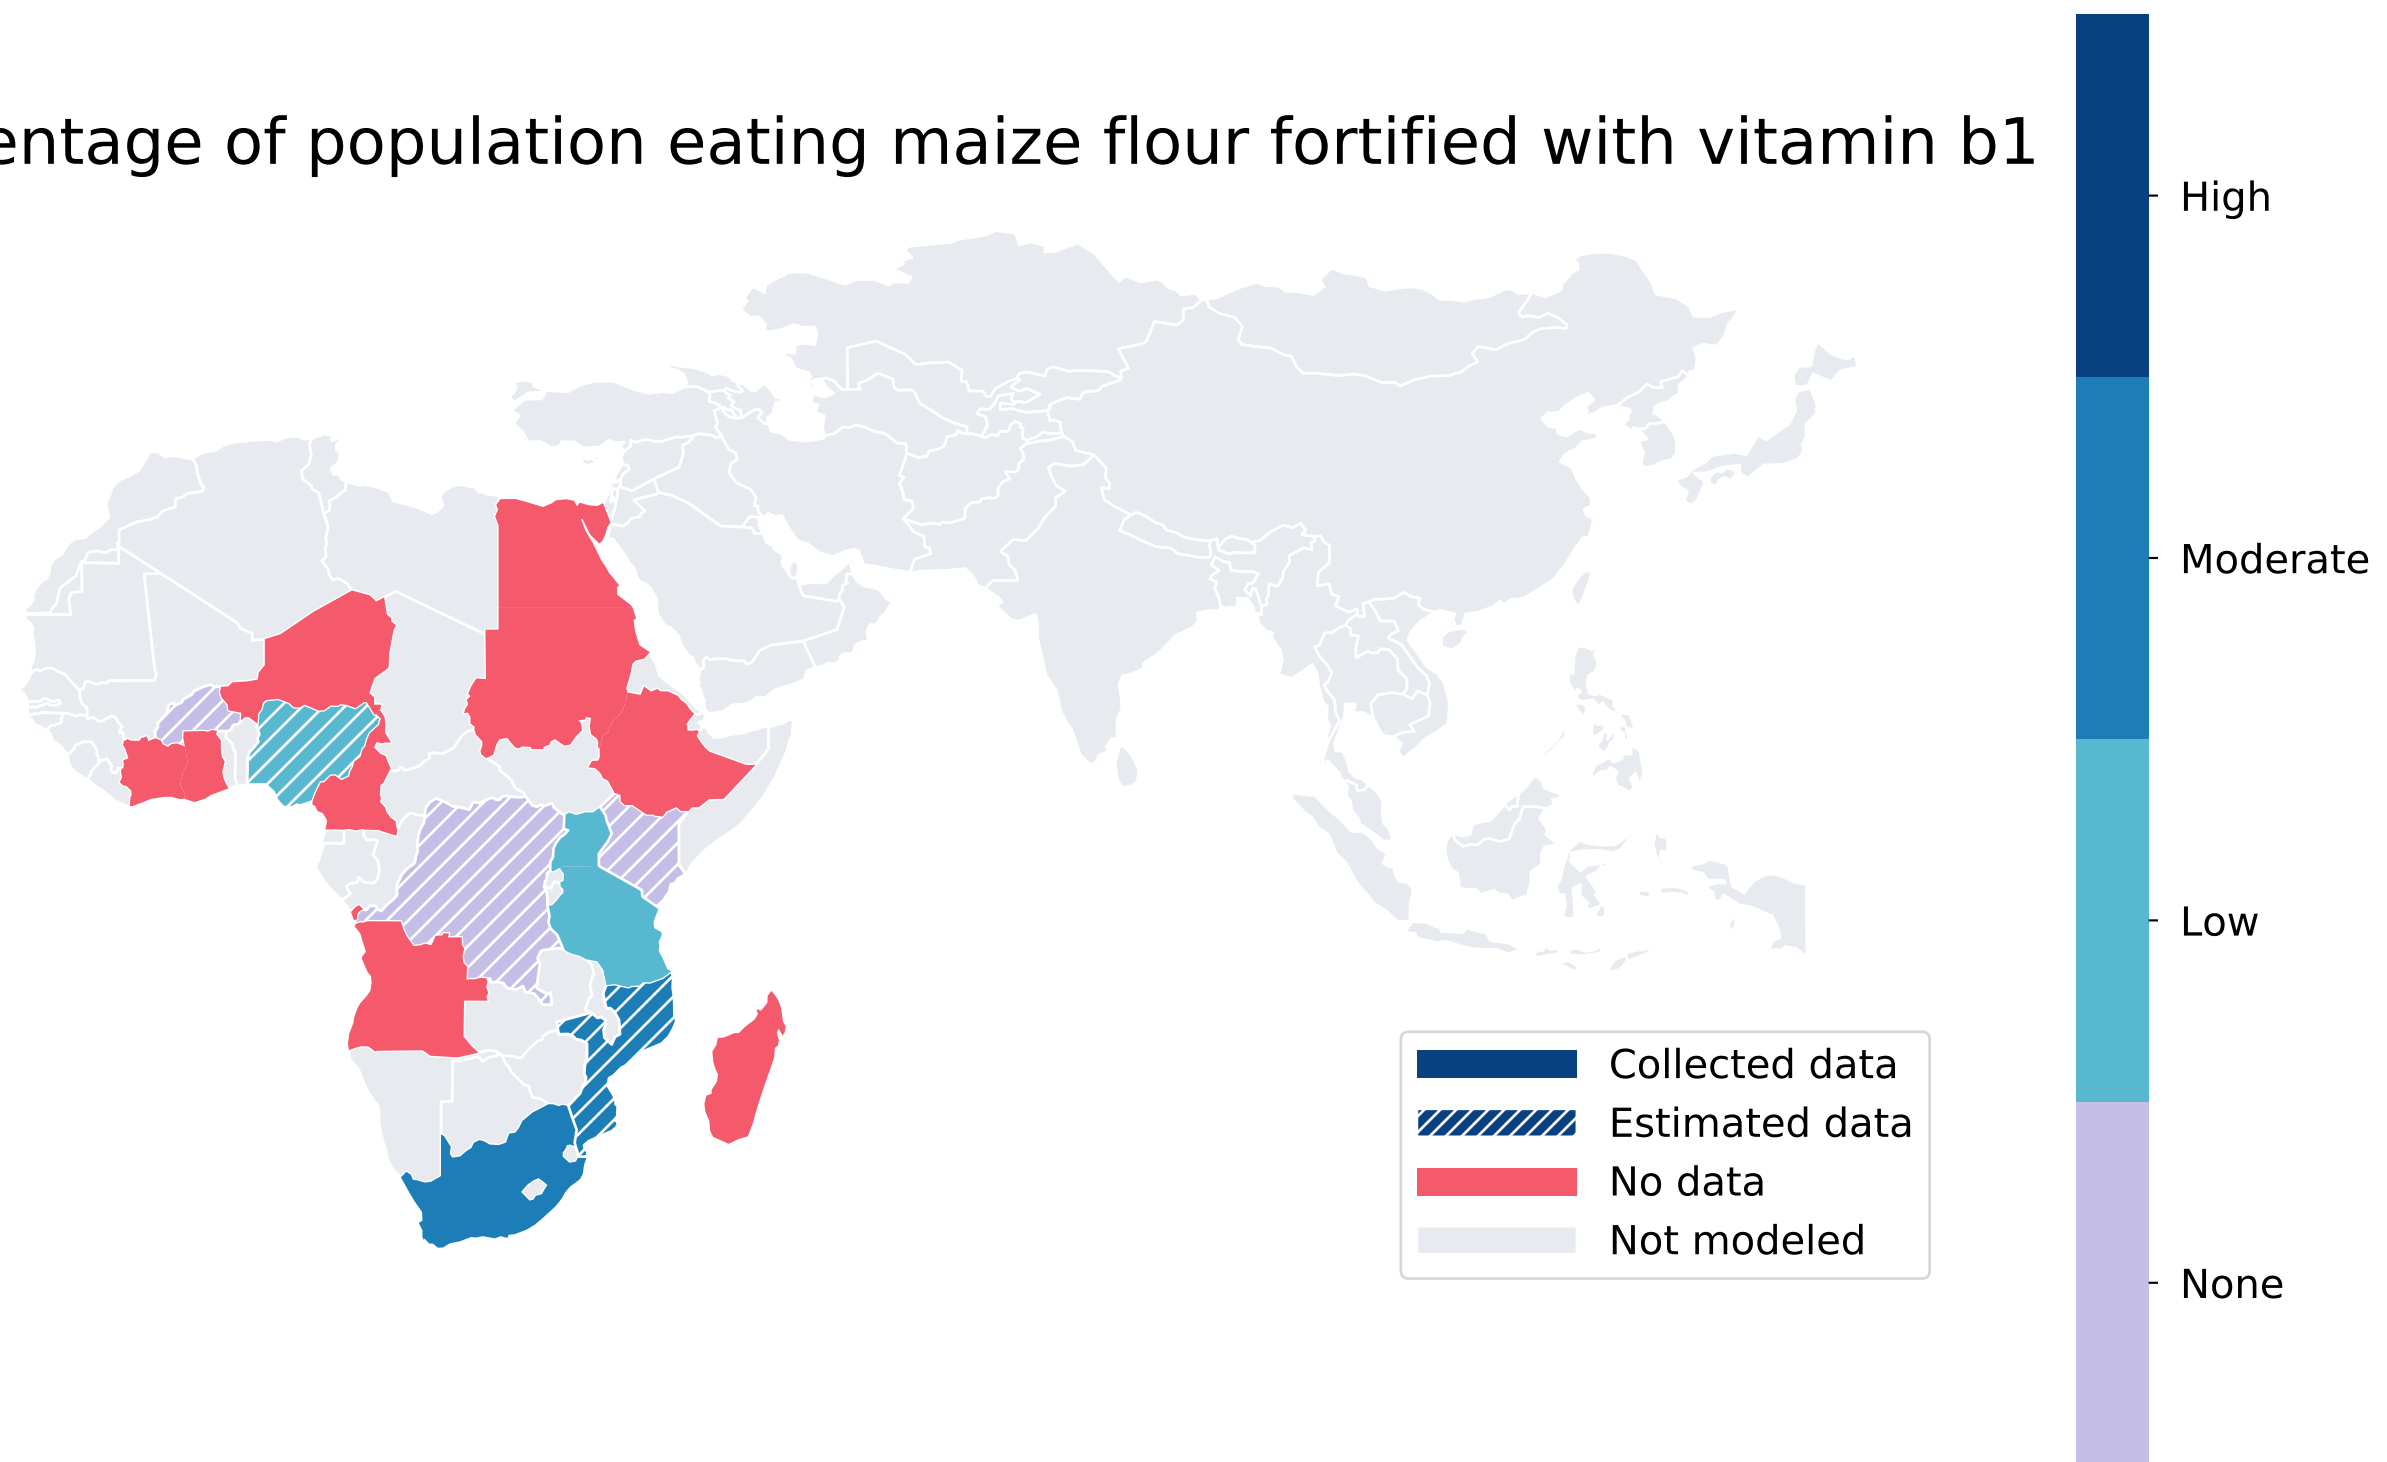 entage of population eating maize flour fortified with vitamin b1
High
Moderate
Low
None
Collected data
Estimated data
No data
Not modeled